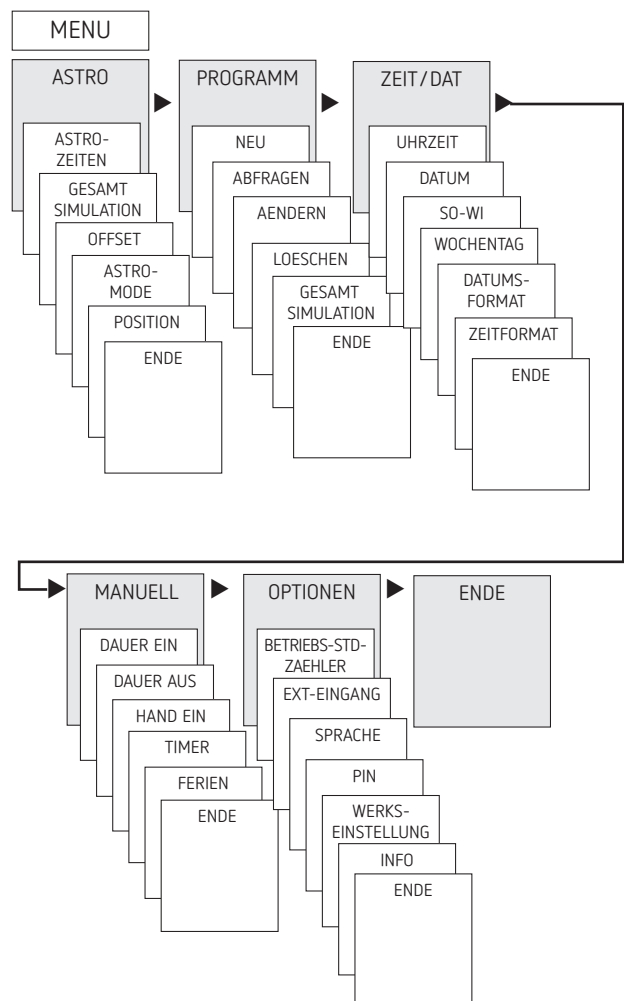 MENU
ASTRO
ASTRO-
ZEITEN
GESAMT
SIMULATION
OFFSET
ASTRO-
MODE
POSITION
ENDE
PROGRAMM
NEU
ABFRAGEN
AENDERN
LOESCHEN
GESAMT
SIMULATION
ENDE
ZEIT/DAT
UHRZEIT
DATUM
SO-WI
WOCHENTAG
DATUMS-
FORMAT
ZEITFORMAT
ENDE
MANUELL
DAUER EIN
DAUER AUS
HAND EIN
TIMER
FERIEN
ENDE
OPTIONEN
BETRIEBS-STD-
ZAEHLER
EXT-EINGANG
SPRACHE
PIN
WERKS-
EINSTELLUNG
INFO
ENDE
ENDE